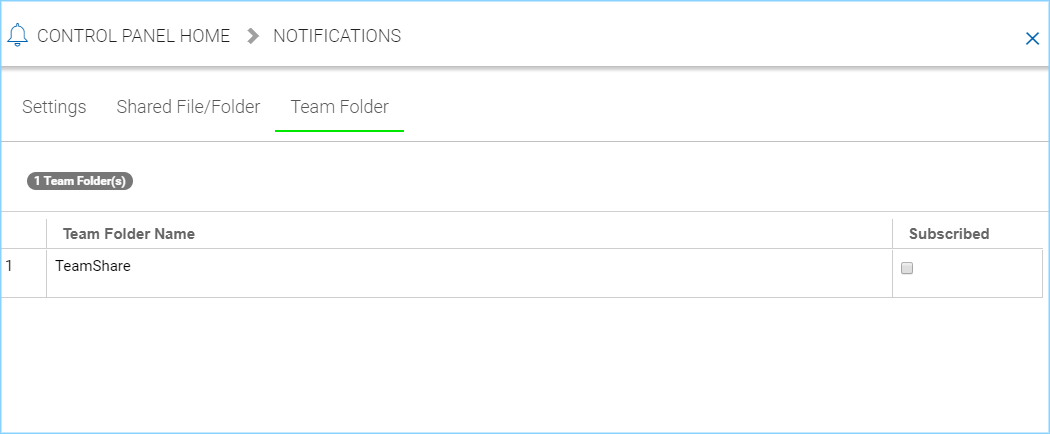 CONTROL PANEL HOME NOTIFICATIONS
Settings Shared File/Folder Team Folder
1 Team Folder(s)
Team Folder Name Subscribed
1 TeamShare